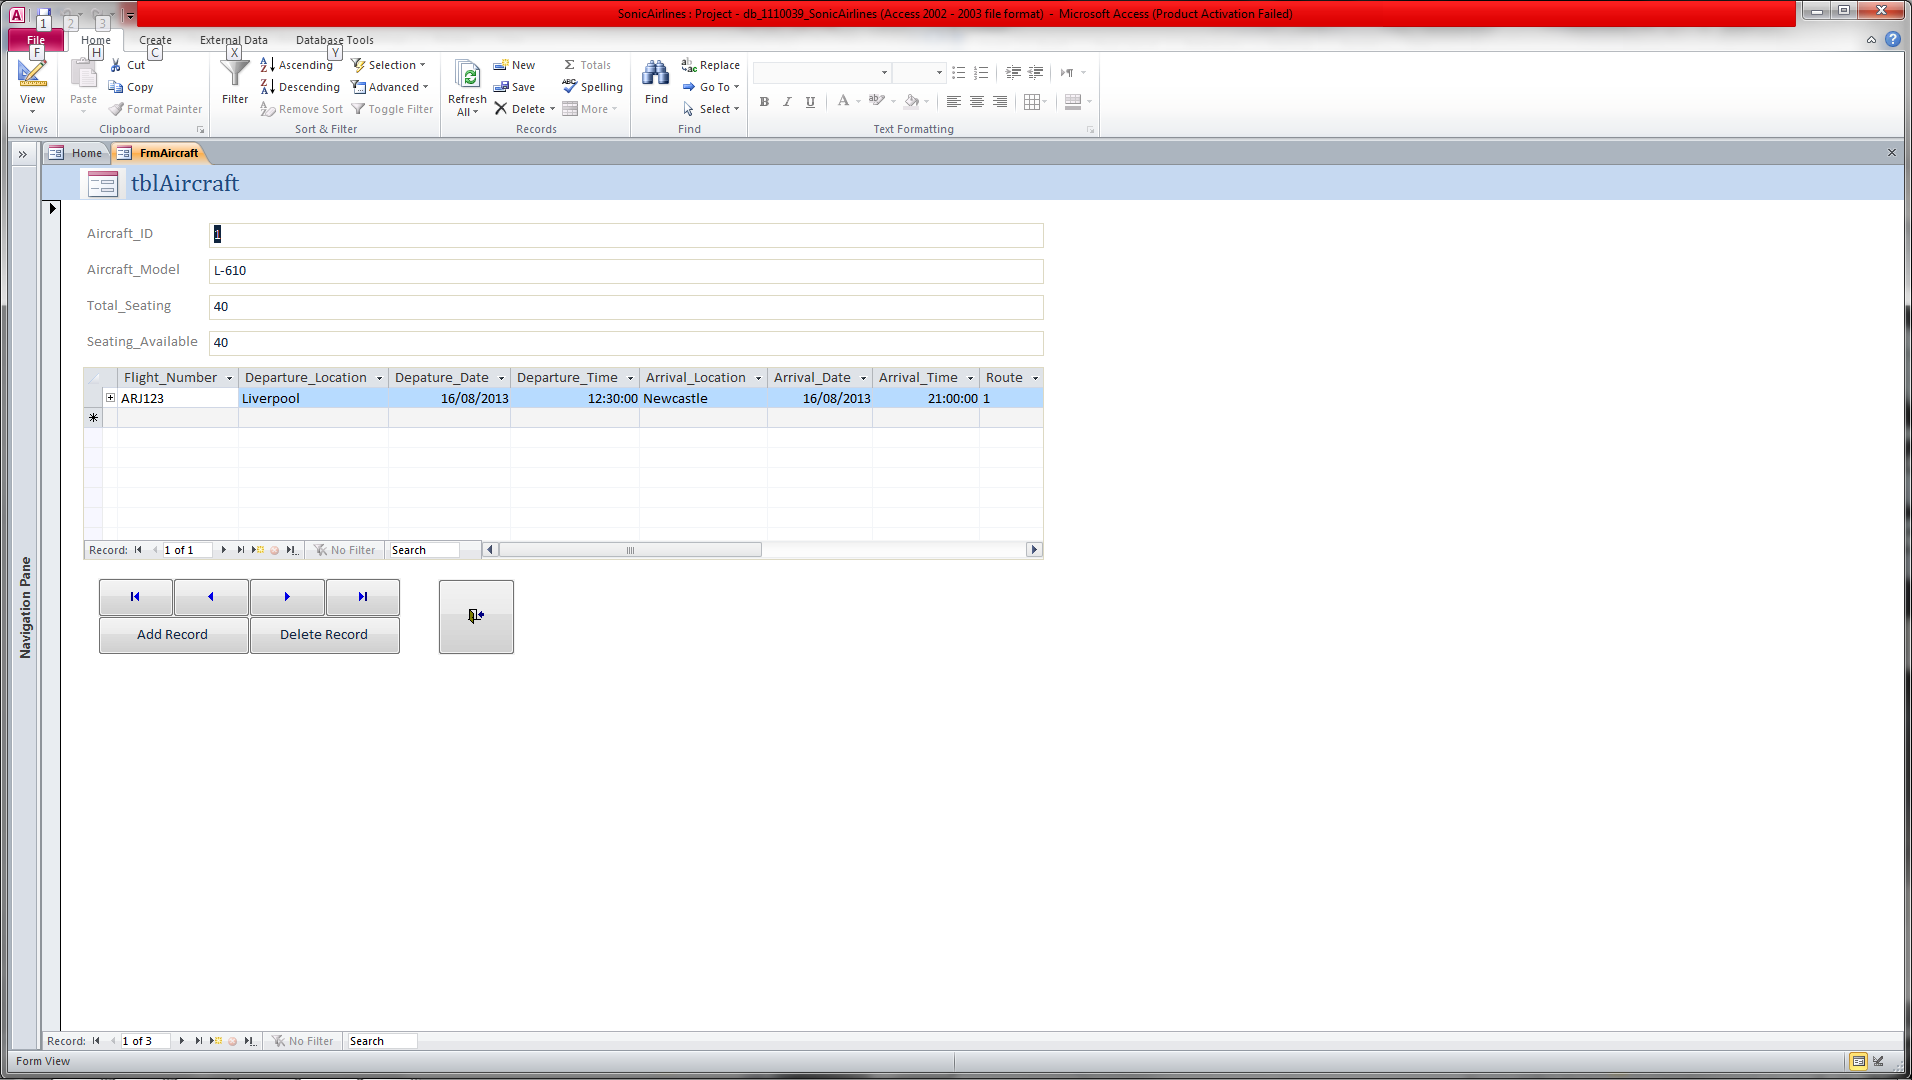 SonicAirlines : Project - db_1110039_SonicAirlines (Access 2002 - 2003 file format) - Microsoft Access (Product Activation Failed)
1 2 3
File Home Create External Data Database Tools
F H C X Y
View Paste Cut Copy Format Painter
Filter Ascending Descending Remove Sort Selection Advanced Toggle Filter
Refresh All New Save Delete Totals Spelling More
Find Replace Go To Select
B I U A
Views Clipboard Sort & Filter Records Find Text Formatting
Home FrmAircraft
tblAircraft
Aircraft_ID 1
Aircraft_Model L-610
Total_Seating 40
Seating_Available 40
Flight_Number Departure_Location Depature_Date Departure_Time Arrival_Location Arrival_Date Arrival_Time Route
ARJ123 Liverpool 16/08/2013 12:30:00 Newcastle 16/08/2013 21:00:00 1
Record: 1 of 1 No Filter Search
Add Record Delete Record
Navigation Pane
Record: 1 of 3 No Filter Search
Form View